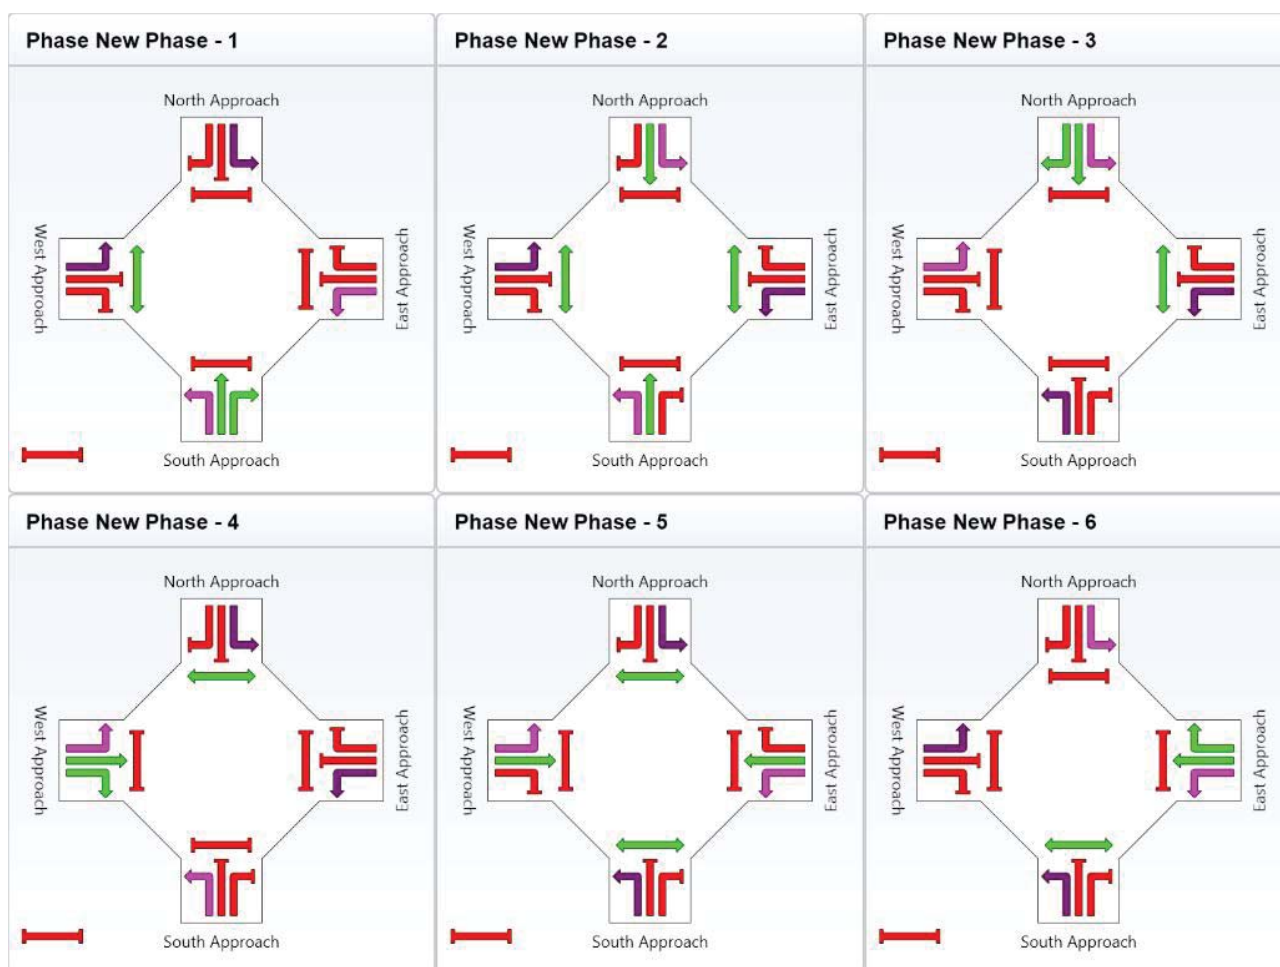 Phase New Phase - 1
North Approach
West Approach
East Approach
South Approach
Phase New Phase - 2
North Approach
West Approach
East Approach
South Approach
Phase New Phase - 3
North Approach
West Approach
East Approach
South Approach
Phase New Phase - 4
North Approach
West Approach
East Approach
South Approach
Phase New Phase - 5
North Approach
West Approach
East Approach
South Approach
Phase New Phase - 6
North Approach
West Approach
East Approach
South Approach